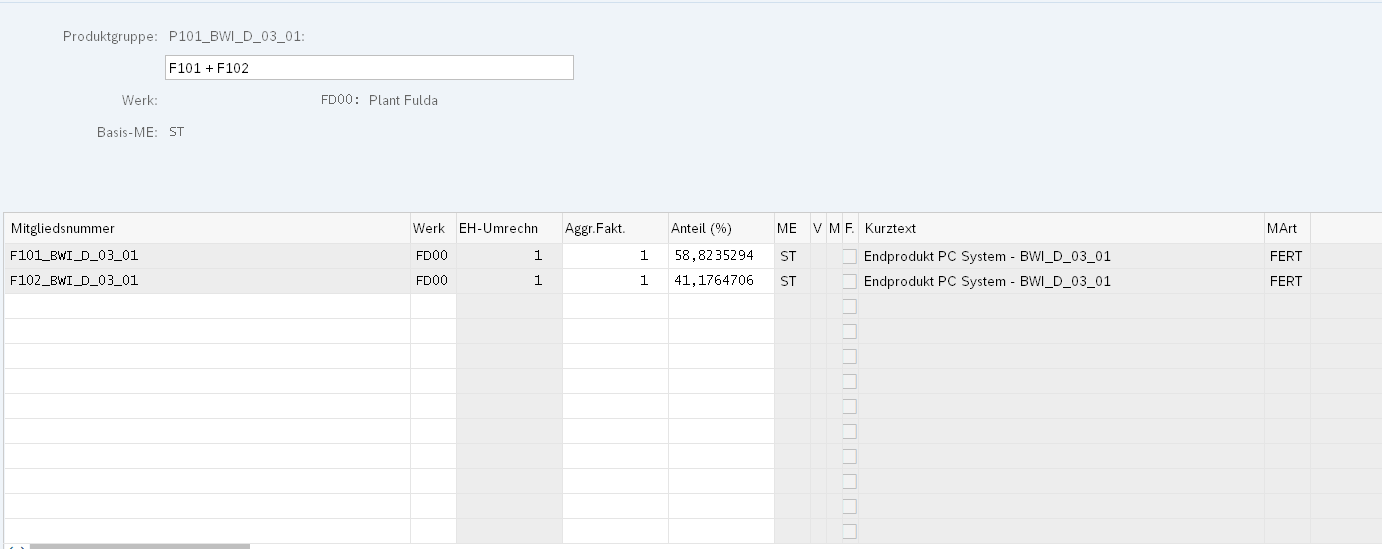 Produktgruppe: P101_BWI_D_03_01:
F101 + F102
Werk: FD00: Plant Fulda
Basis-ME: ST
Mitgliedsnummer Werk EH-Umrechn Aggr.Fakt. Anteil (%) ME V M F. Kurztext MArt
F101_BWI_D_03_01 FD00 1 1 58,8235294 ST Endprodukt PC System - BWI_D_03_01 FERT
F102_BWI_D_03_01 FD00 1 1 41,1764706 ST Endprodukt PC System - BWI_D_03_01 FERT